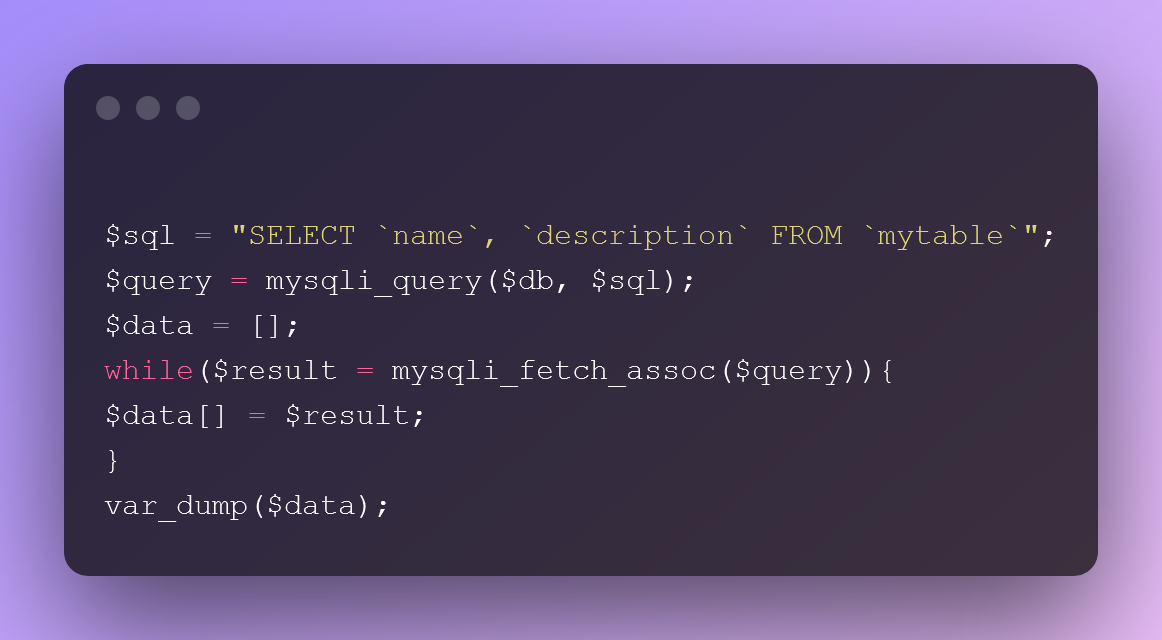 $sql = "SELECT `name`, `description` FROM `mytable`";
$query = mysqli_query($db, $sql);
$data = [];
while($result = mysqli_fetch_assoc($query)){
$data[] = $result;
}
var_dump($data);